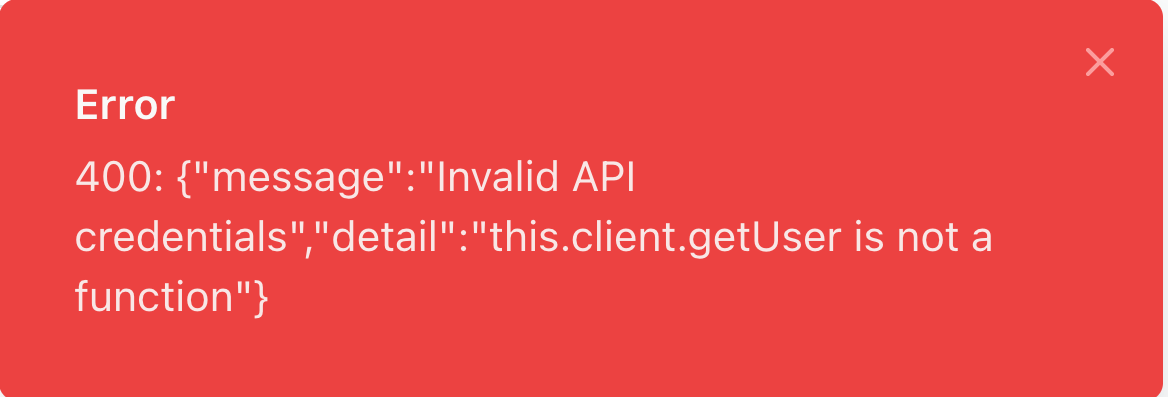 Error
400: {"message":"Invalid API
credentials","detail":"this.client.getUser is not a
function"}